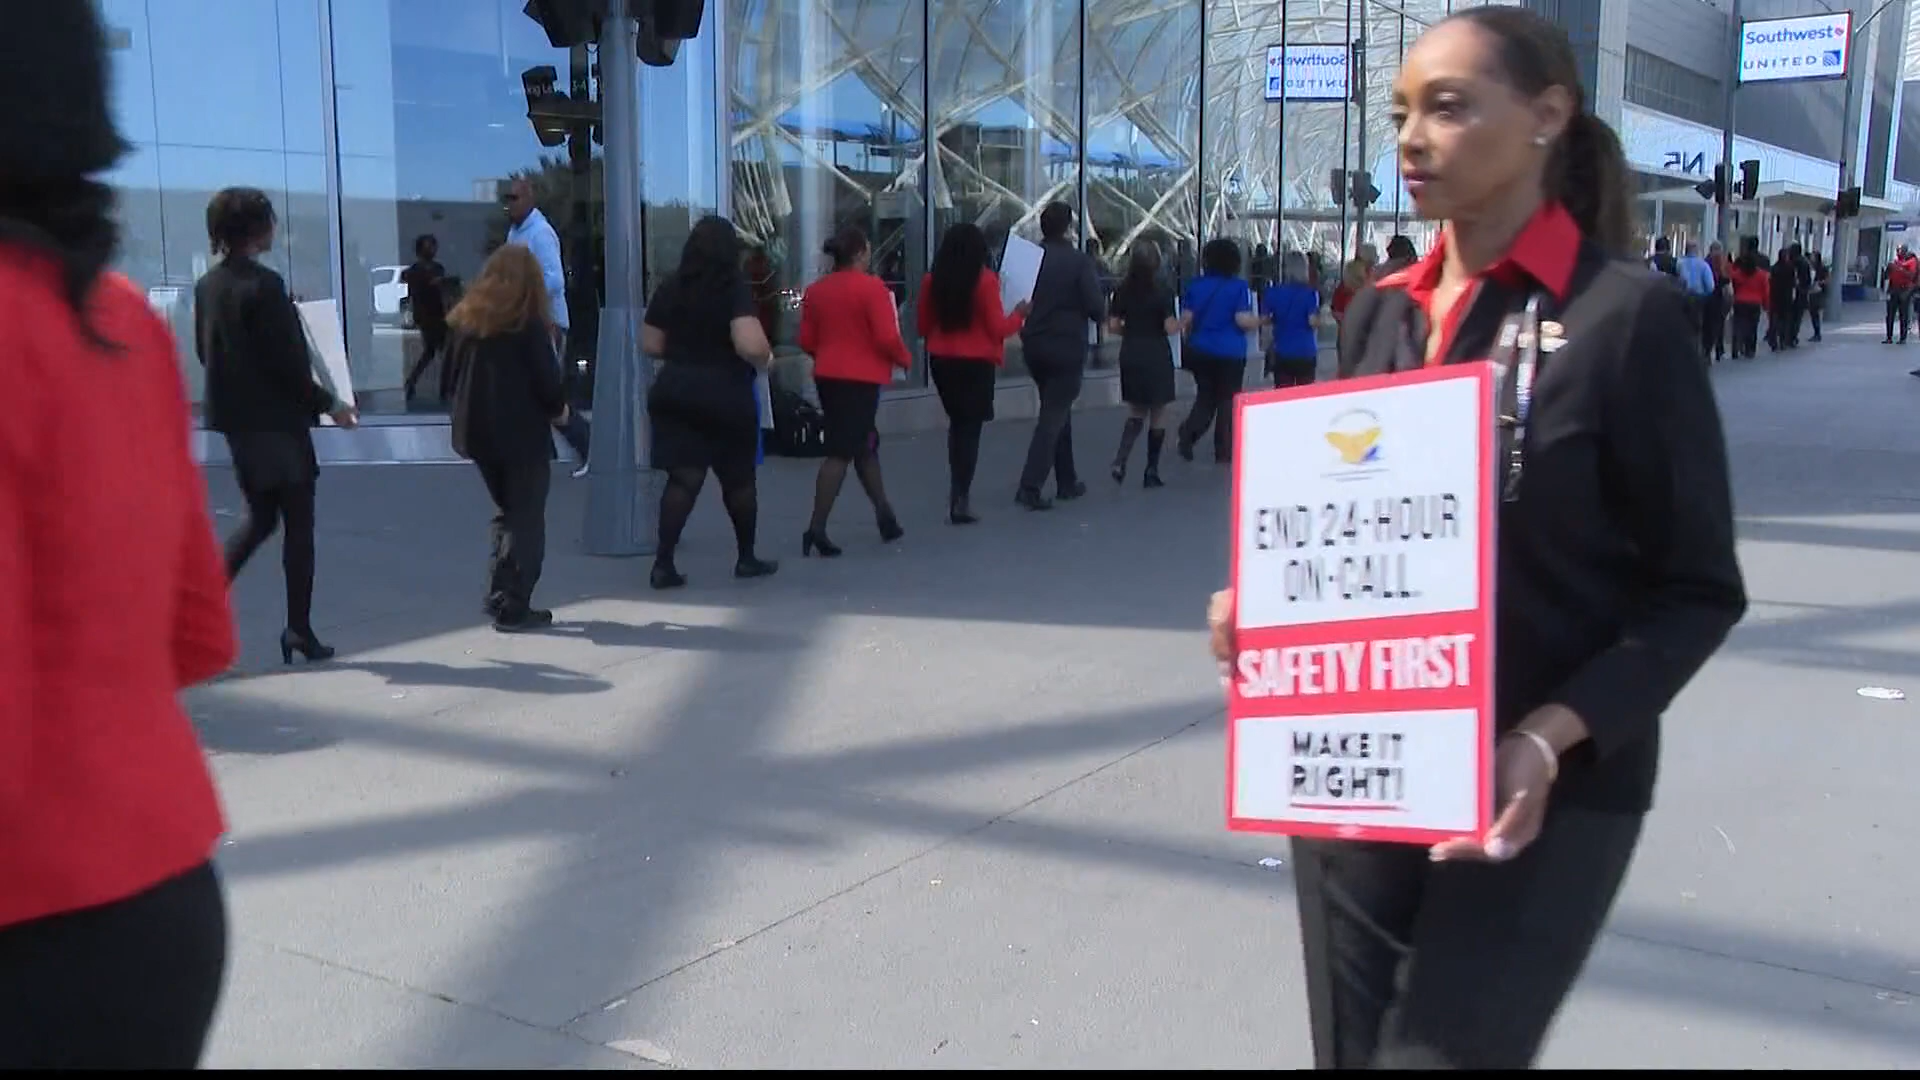 Southwest
UNITED
END 24-HOUR
ON-CALL
SAFETY FIRST
MAKE IT
RIGHT!